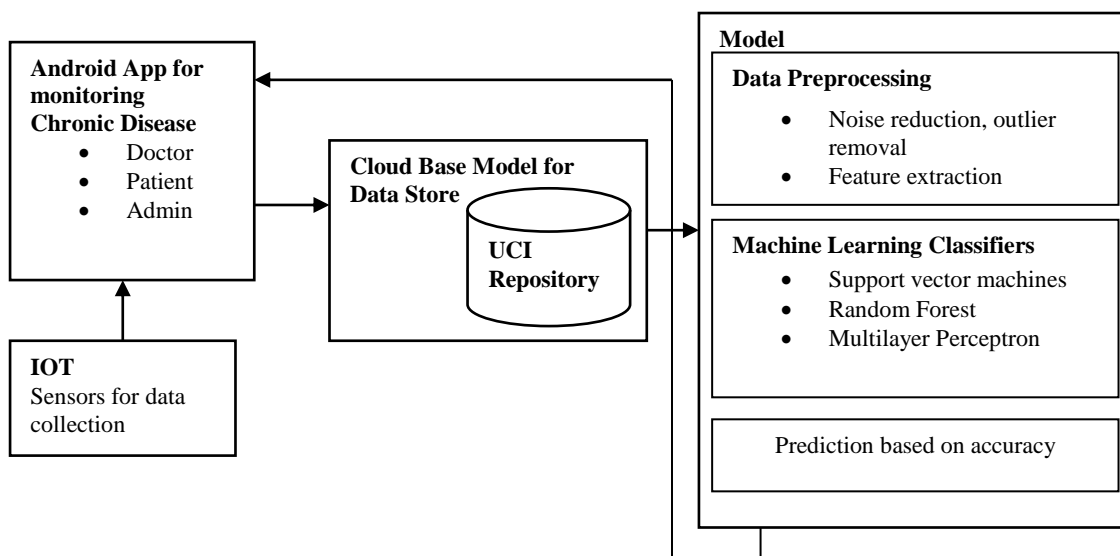 Android App for
monitoring
Chronic Disease
• Doctor
• Patient
• Admin
IOT
Sensors for data
collection
Cloud Base Model for
Data Store
UCI
Repository
Model
Data Preprocessing
• Noise reduction, outlier
removal
• Feature extraction
Machine Learning Classifiers
• Support vector machines
• Random Forest
• Multilayer Perceptron
Prediction based on accuracy